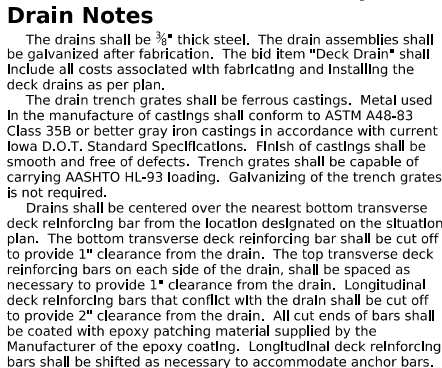 Drain Notes
The drains shall be ⅜" thick steel.  The drain assemblies shall
be galvanized after fabrication.  The bid item "Deck Drain" shall
include all costs associated with fabricating and installing the
deck drains as per plan.
The drain trench grates shall be ferrous castings.  Metal used
in the manufacture of castings shall conform to ASTM A48-83
Class 35B or better gray iron castings in accordance with current
Iowa D.O.T. Standard Specifications.  Finish of castings shall be
smooth and free of defects.  Trench grates shall be capable of
carrying AASHTO HL-93 loading.  Galvanizing of the trench grates
is not required.
Drains shall be centered over the nearest bottom transverse
deck reinforcing bar from the location designated on the situation
plan.  The bottom transverse deck reinforcing bar shall be cut off
to provide 1" clearance from the drain.  The top transverse deck
reinforcing bars on each side of the drain, shall be spaced as
necessary to provide 1" clearance from the drain.  Longitudinal
deck reinforcing bars that conflict with the drain shall be cut off
to provide 2" clearance from the drain.  All cut ends of bars shall
be coated with epoxy patching material supplied by the
Manufacturer of the epoxy coating.  Longitudinal deck reinforcing
bars shall be shifted as necessary to accommodate anchor bars.